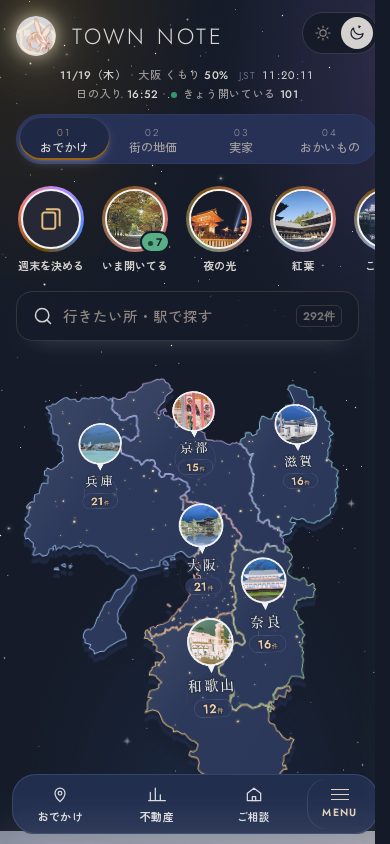 TOWN NOTE
11/19（木） · 大阪 くもり 50% JST 11:20:11
日の入り 16:52 · きょう開いている 101
01 02 03 04
おでかけ 街の地価 実家 おかいもの
7
週末を決める いま開いてる 夜の光 紅葉 こ
行きたい所・駅で探す 292件
京都
15件
滋賀
16件
兵庫
21件
大阪
21件
奈良
16件
和歌山
12件
おでかけ 不動産 ご相談 MENU